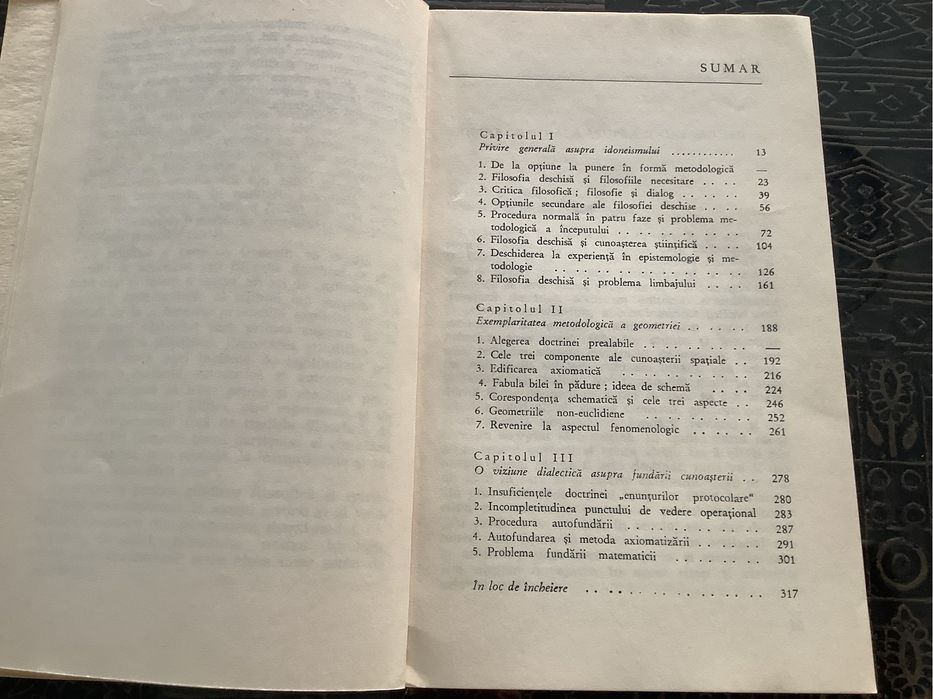 SUMAR
Capitolul I
Privire generală asupra idoneismului ............ 13
1. De la opțiune la punere în formă metodologică —
2. Filosofia deschisă și filosofiile necesitare .... 23
3. Critica filosofică ; filosofie și dialog ...... 39
4. Opțiunile secundare ale filosofiei deschise .... 56
5. Procedura normală în patru faze și problema me-
todologică a începutului ........... 72
6. Filosofia deschisă și cunoașterea științifică .... 104
7. Deschiderea la experiență în epistemologie și me-
todologie ............... 126
8. Filosofia deschisă și problema limbajului .... 161
Capitolul II
Exemplaritatea metodologică a geometriei ...... 188
1. Alegerea doctrinei prealabile .......... —
2. Cele trei componente ale cunoașterii spațiale .. 192
3. Edificarea axiomatică ........... 216
4. Fabula bilei în pădure ; ideea de schemă .... 224
5. Corespondența schematică și cele trei aspecte .. 246
6. Geometriile non-euclidiene ......... 252
7. Revenire la aspectul fenomenologic ...... 261
Capitolul III
O viziune dialectică asupra fundării cunoașterii .. 278
1. Insuficiențele doctrinei „enunțurilor protocolare“ 280
2. Incompletitudinea punctului de vedere operațional 283
3. Procedura autofundării ........... 287
4. Autofundarea și metoda axiomatizării ...... 291
5. Problema fundării matematicii ........ 301
În loc de încheiere ............... 317